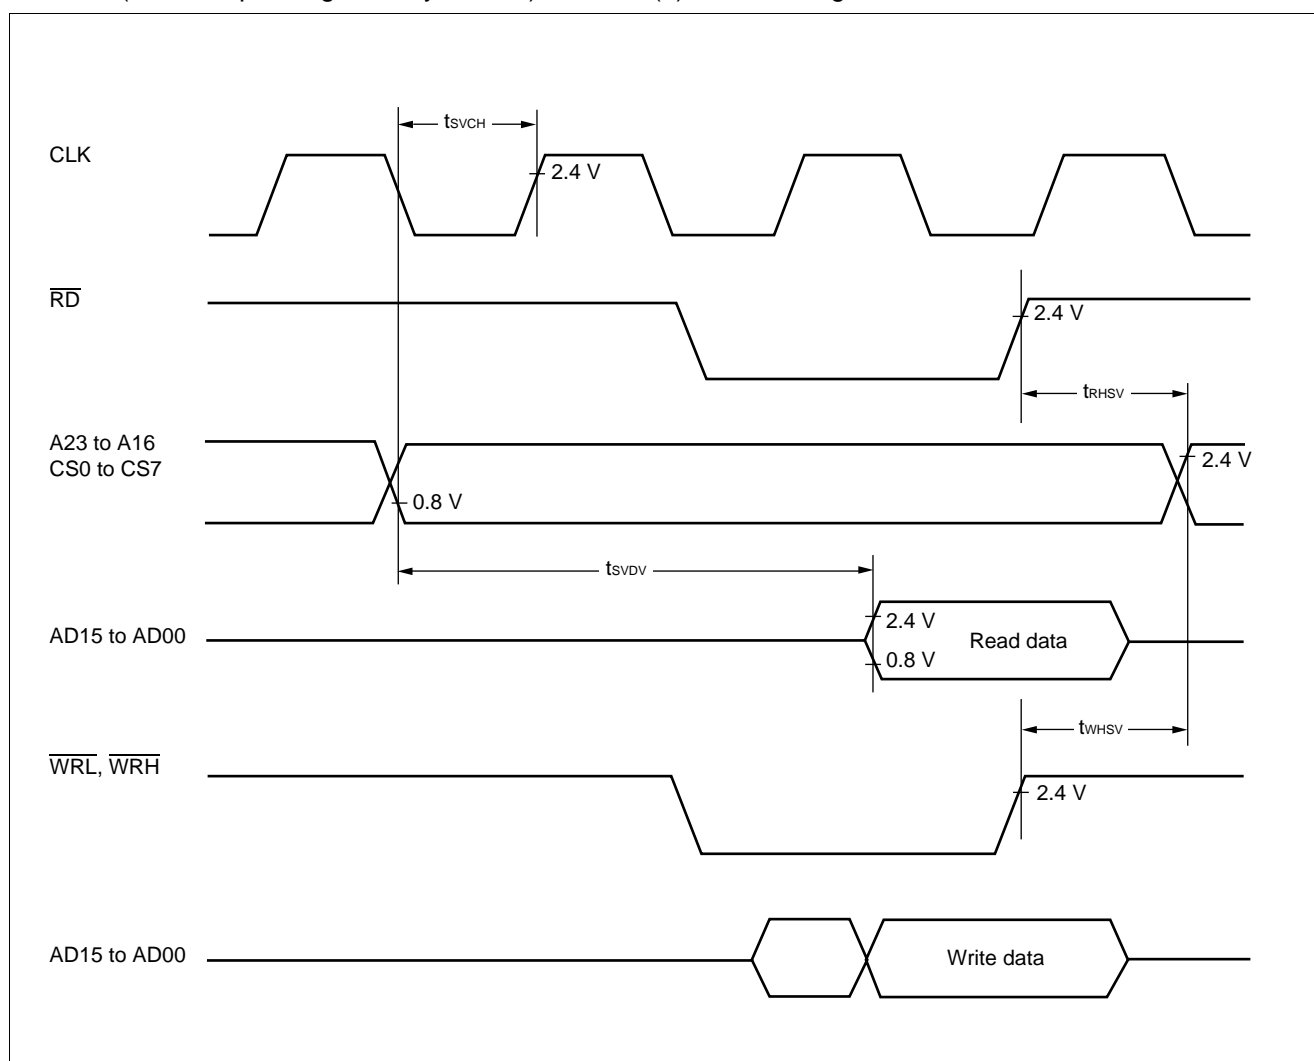 tSVCH
CLK
2.4 V
RD
2.4 V
tRHSV
A23 to A16
CS0 to CS7
2.4 V
0.8 V
tSVDV
AD15 to AD00
2.4 V
Read data
0.8 V
tWHSV
WRL, WRH
2.4 V
AD15 to AD00
Write data